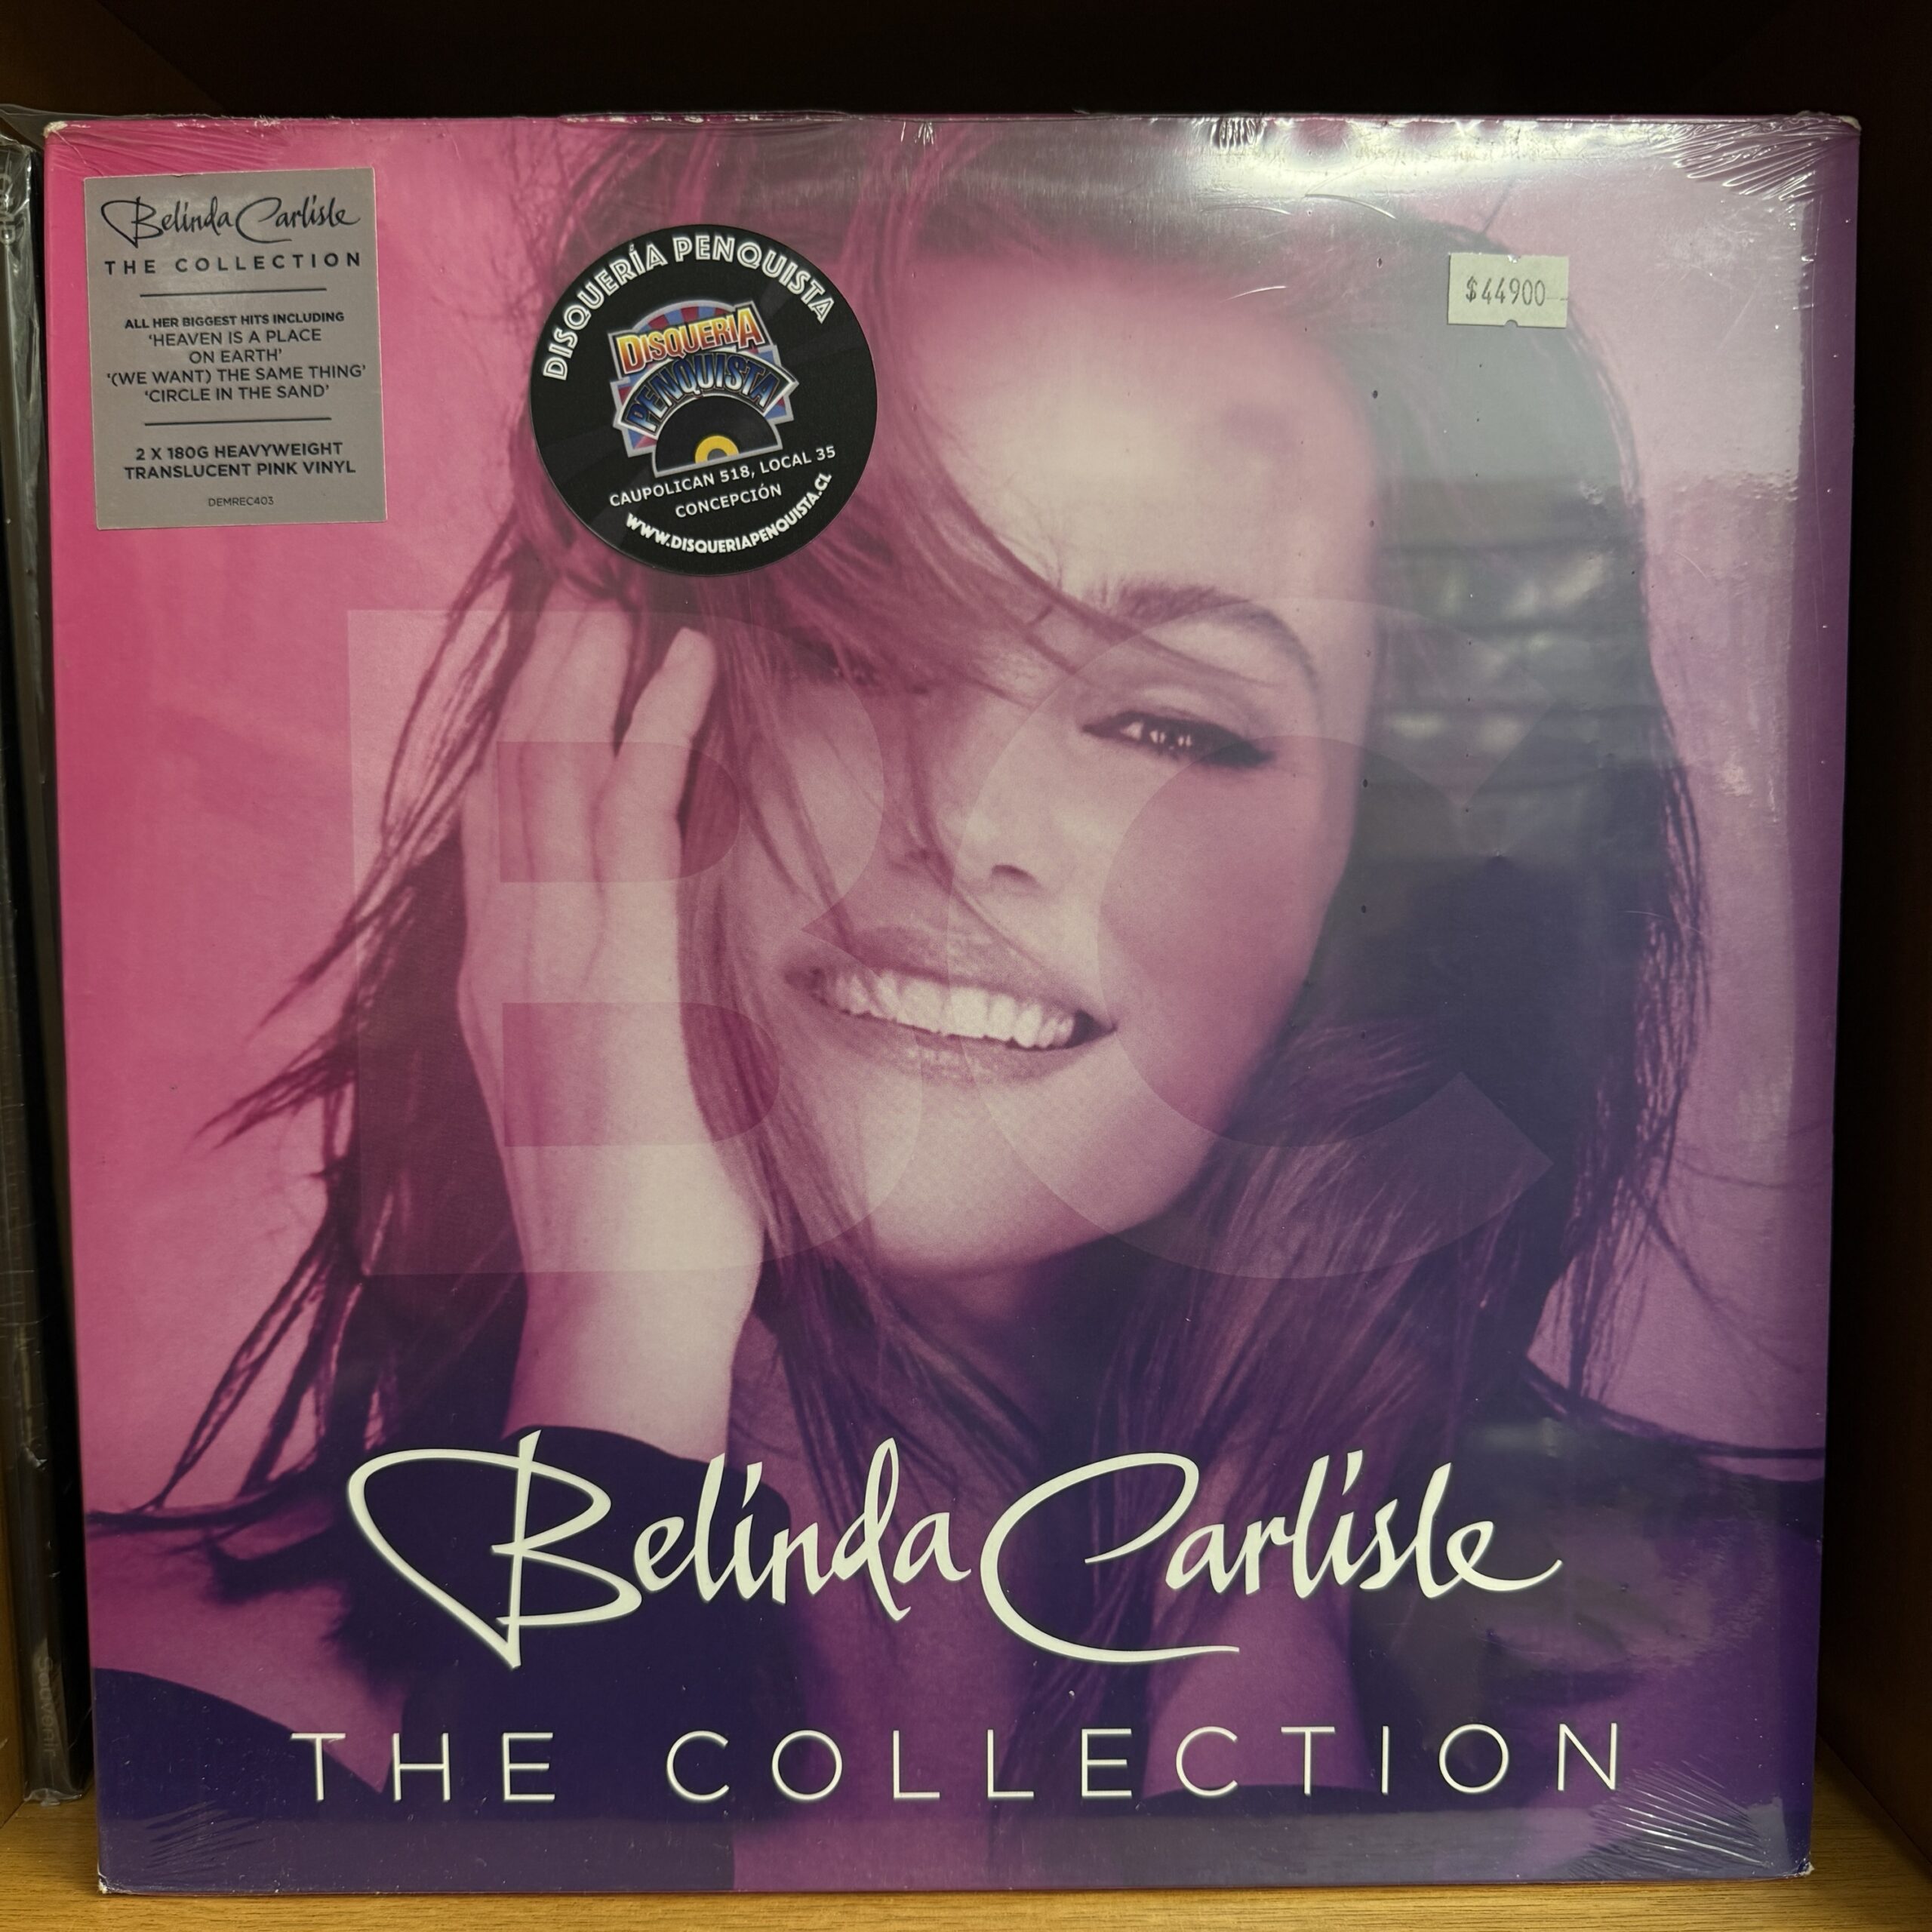 Belinda Carlisle
THE COLLECTION
ALL HER BIGGEST HITS INCLUDING
‘HEAVEN IS A PLACE
ON EARTH’
‘(WE WANT) THE SAME THING’
‘CIRCLE IN THE SAND’
2 X 180G HEAVYWEIGHT
TRANSLUCENT PINK VINYL
DEMREC403
DISQUERÍA PENQUISTA
DISQUERIA
PENQUISTA
CAUPOLICAN 518, LOCAL 35
CONCEPCIÓN
WWW.DISQUERIAPENQUISTA.CL
$44900
BC
Belinda Carlisle
THE COLLECTION